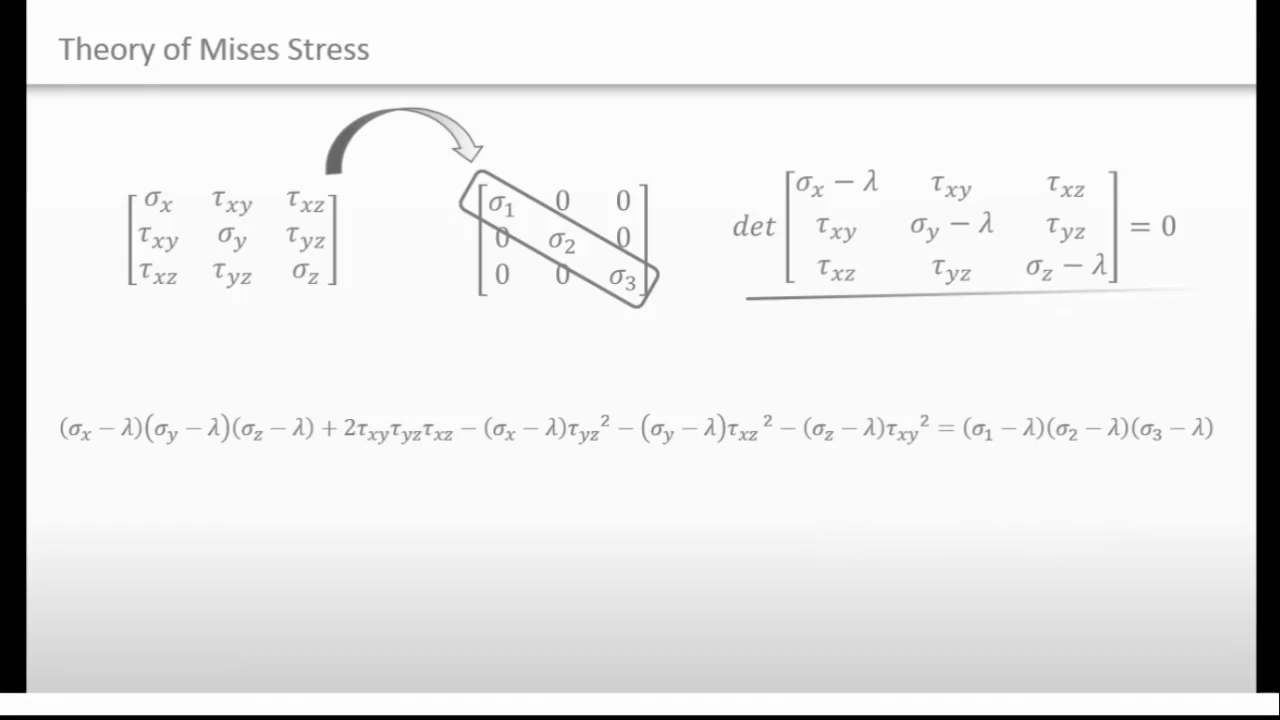 Theory of Mises Stress
[σx τxy τxz] [σ1 0 0] det [σx − λ τxy τxz] = 0
[τxy σy τyz] [0 σ2 0] [τxy σy − λ τyz]
[τxz τyz σz] [0 0 σ3] [τxz τyz σz − λ]
(σx − λ)(σy − λ)(σz − λ) + 2τxyτyzτxz − (σx − λ)τyz² − (σy − λ)τxz² − (σz − λ)τxy² = (σ1 − λ)(σ2 − λ)(σ3 − λ)